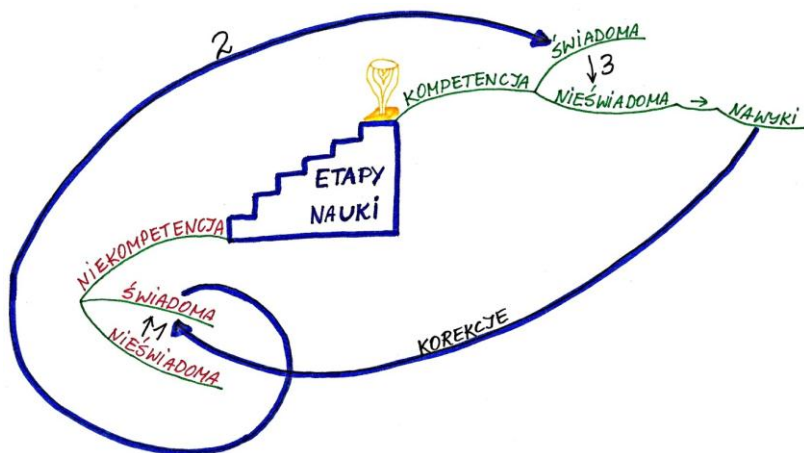 2
ŚWIADOMA
↓ 3
KOMPETENCJA
NIEŚWIADOMA → NAWYKI
ETAPY
NAUKI
NIEKOMPETENCJA
ŚWIADOMA
↑ 1
NIEŚWIADOMA
KOREKCJE